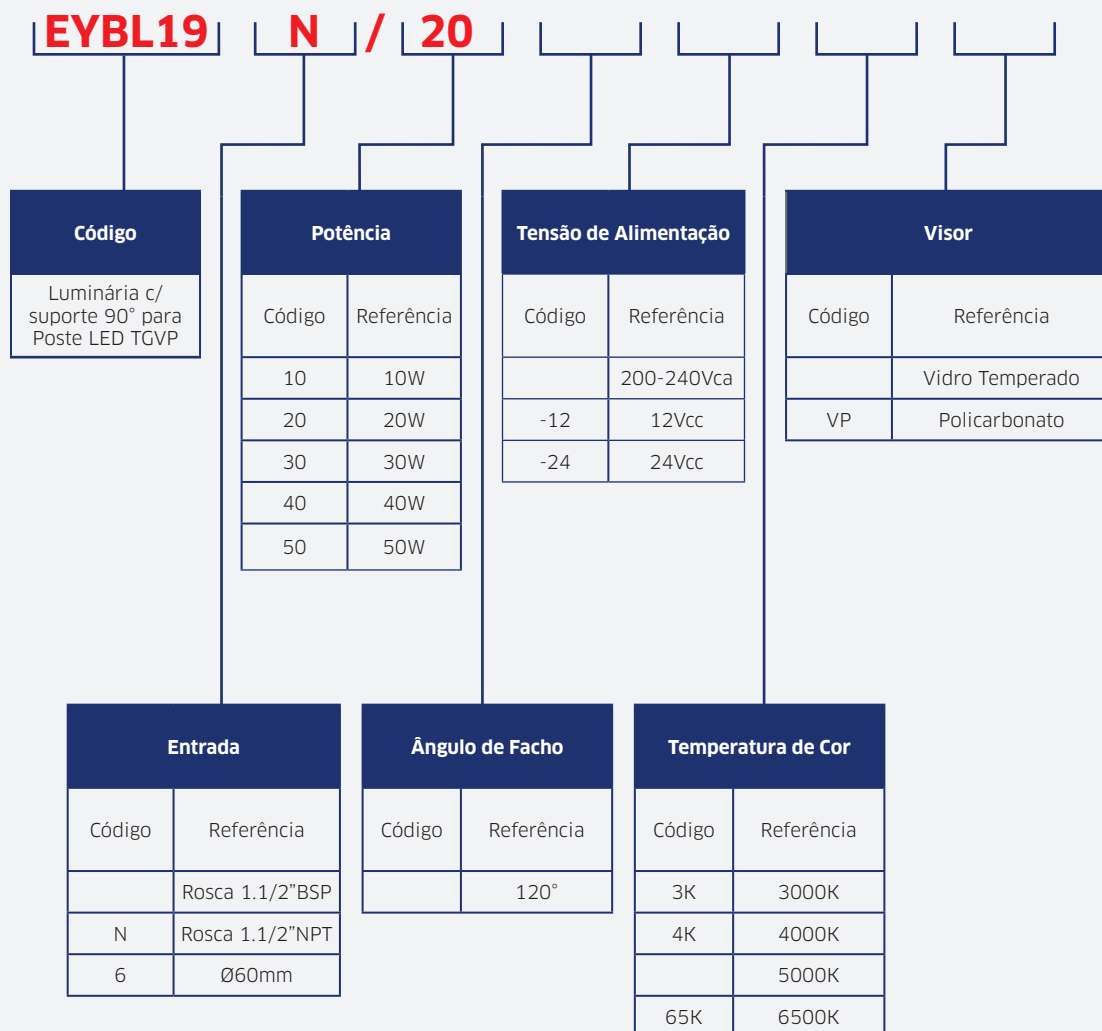 EYBL19 N / 20
Código
Luminária c/
suporte 90° para
Poste LED TGVP
Potência
Código Referência
10 10W
20 20W
30 30W
40 40W
50 50W
Tensão de Alimentação
Código Referência
200-240Vca
-12 12Vcc
-24 24Vcc
Visor
Código Referência
Vidro Temperado
VP Policarbonato
Entrada
Código Referência
Rosca 1.1/2”BSP
N Rosca 1.1/2”NPT
6 Ø60mm
Ângulo de Facho
Código Referência
120°
Temperatura de Cor
Código Referência
3K 3000K
4K 4000K
5000K
65K 6500K